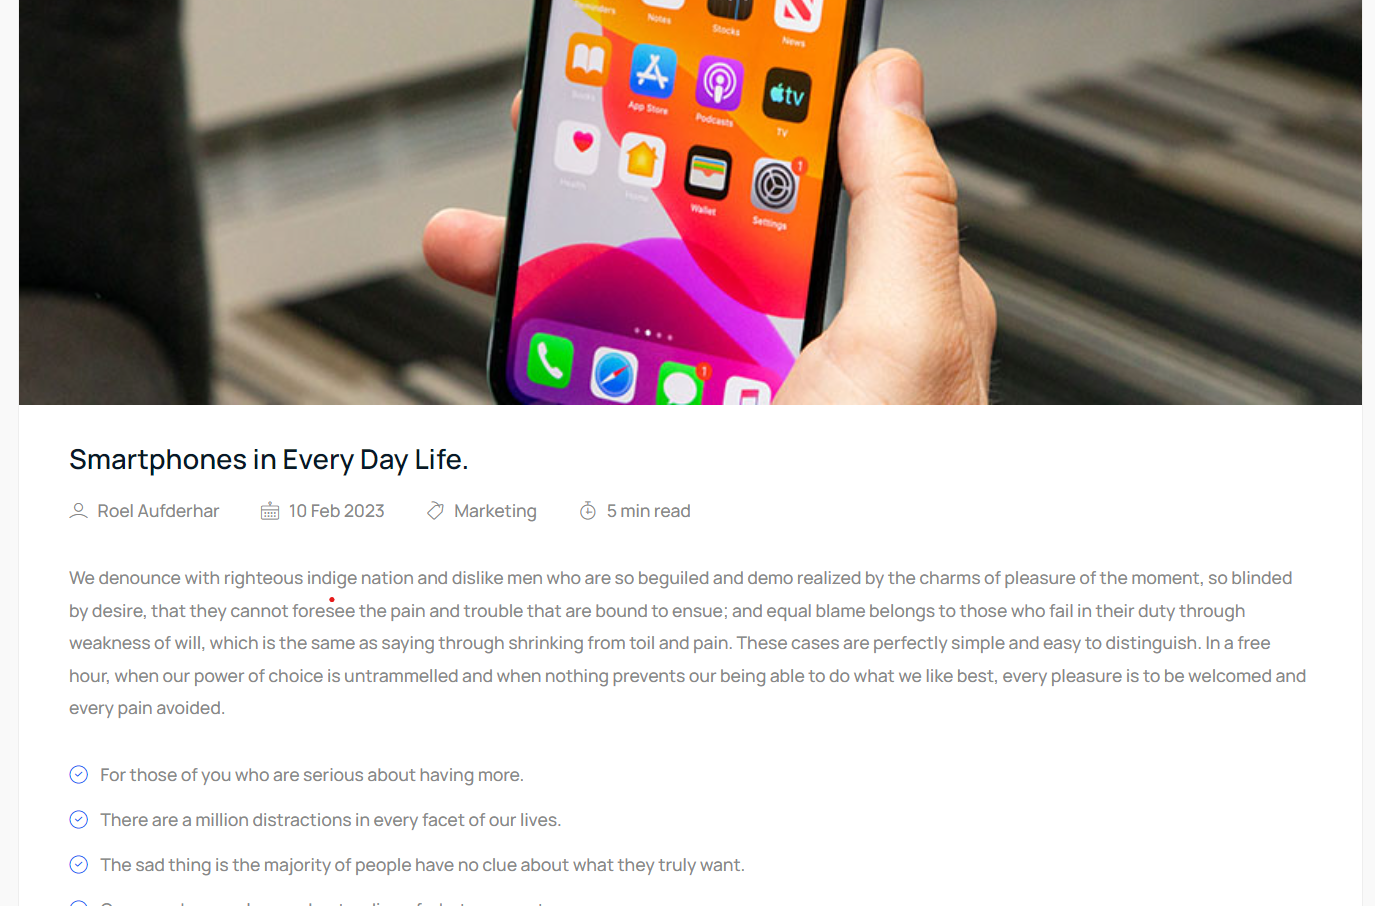 Reminders
Notes
Stocks
News
Books
App Store
Podcasts
tv
TV
Health
Home
Wallet
1
Settings
1
Smartphones in Every Day Life.
Roel Aufderhar 10 Feb 2023 Marketing 5 min read
We denounce with righteous indige nation and dislike men who are so beguiled and demo realized by the charms of pleasure of the moment, so blinded
by desire, that they cannot foresee the pain and trouble that are bound to ensue; and equal blame belongs to those who fail in their duty through
weakness of will, which is the same as saying through shrinking from toil and pain. These cases are perfectly simple and easy to distinguish. In a free
hour, when our power of choice is untrammelled and when nothing prevents our being able to do what we like best, every pleasure is to be welcomed and
every pain avoided.
For those of you who are serious about having more.
There are a million distractions in every facet of our lives.
The sad thing is the majority of people have no clue about what they truly want.